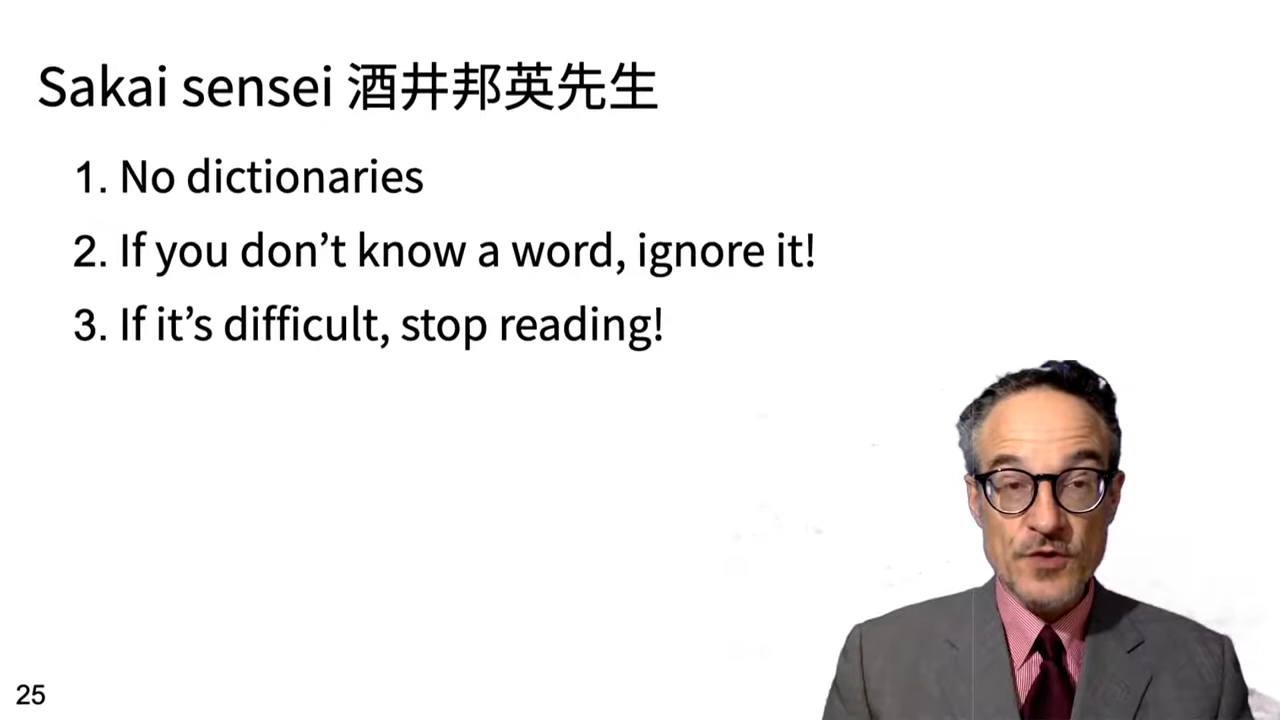 Sakai sensei 酒井邦英先生
1. No dictionaries
2. If you don’t know a word, ignore it!
3. If it’s difficult, stop reading!
25